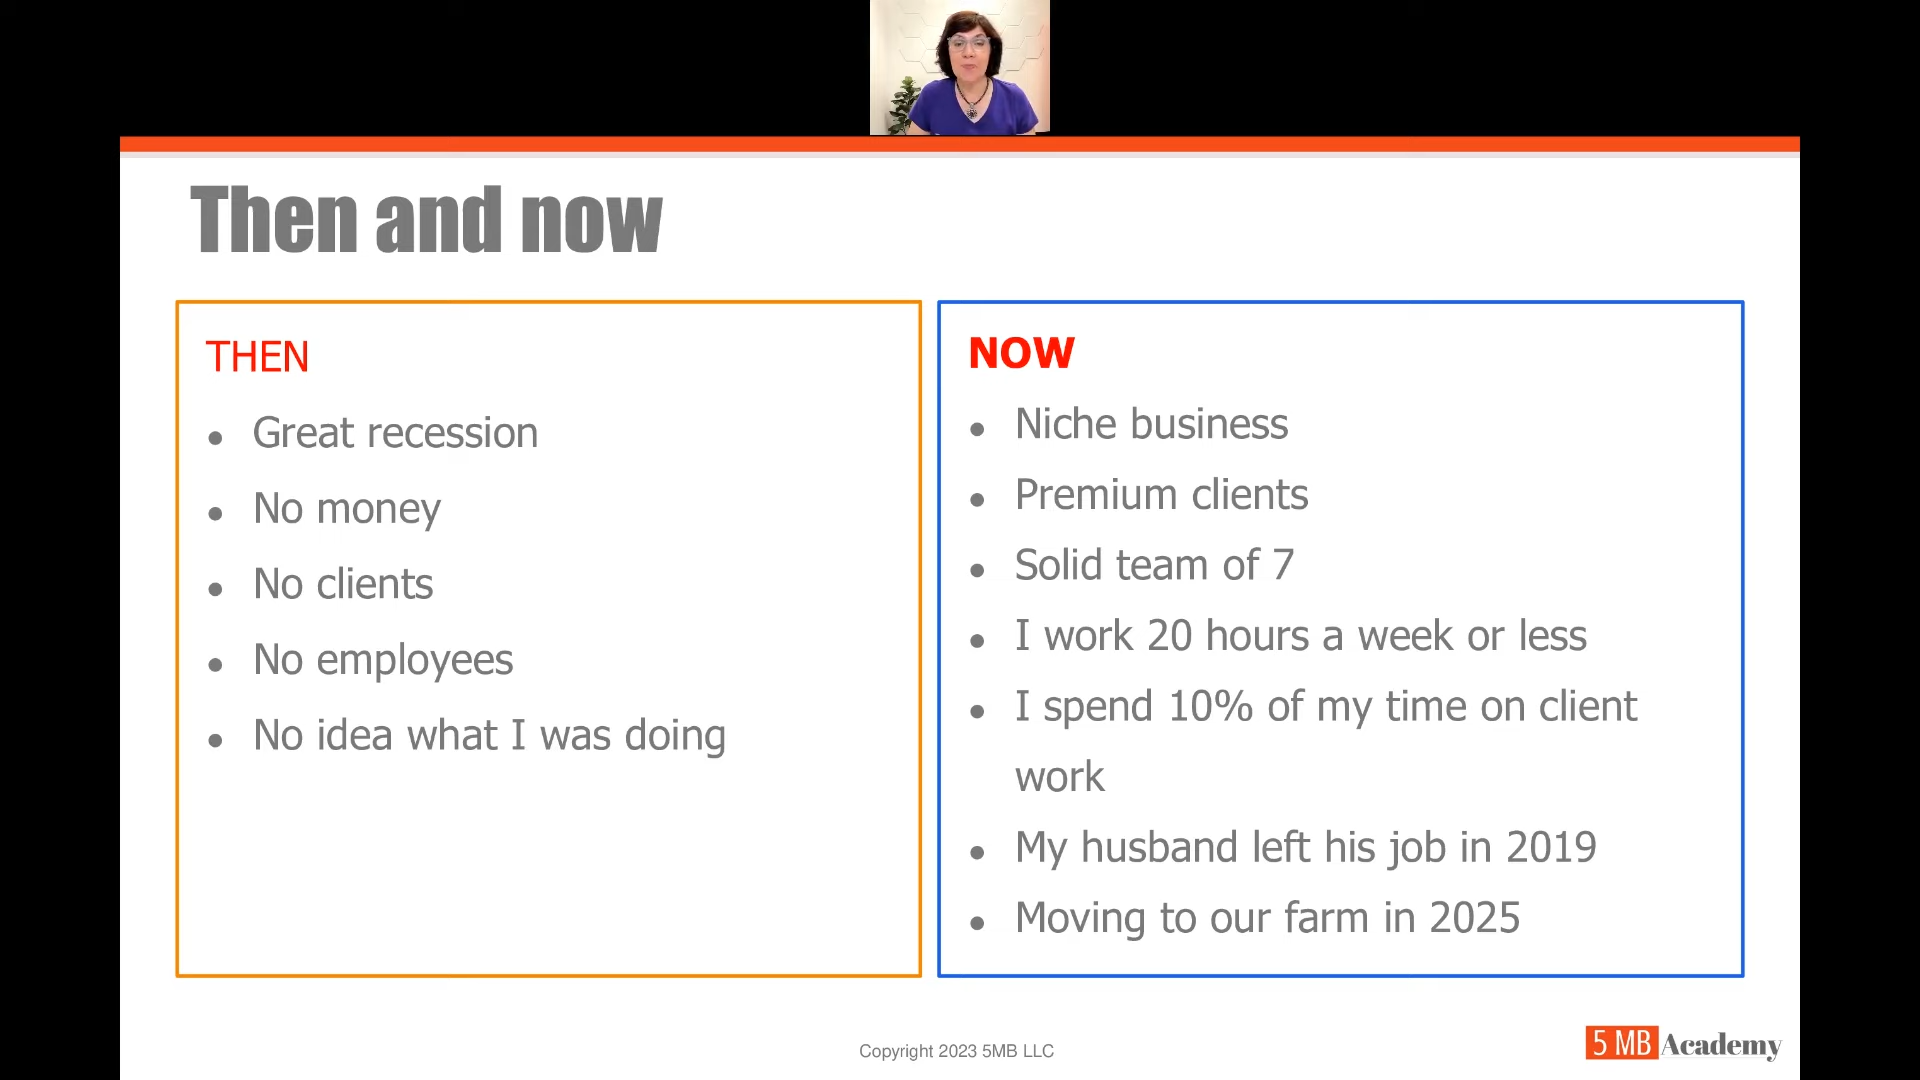 Then and now
THEN
• Great recession
• No money
• No clients
• No employees
• No idea what I was doing
NOW
• Niche business
• Premium clients
• Solid team of 7
• I work 20 hours a week or less
• I spend 10% of my time on client
work
• My husband left his job in 2019
• Moving to our farm in 2025
Copyright 2023 5MB LLC
5 MB Academy